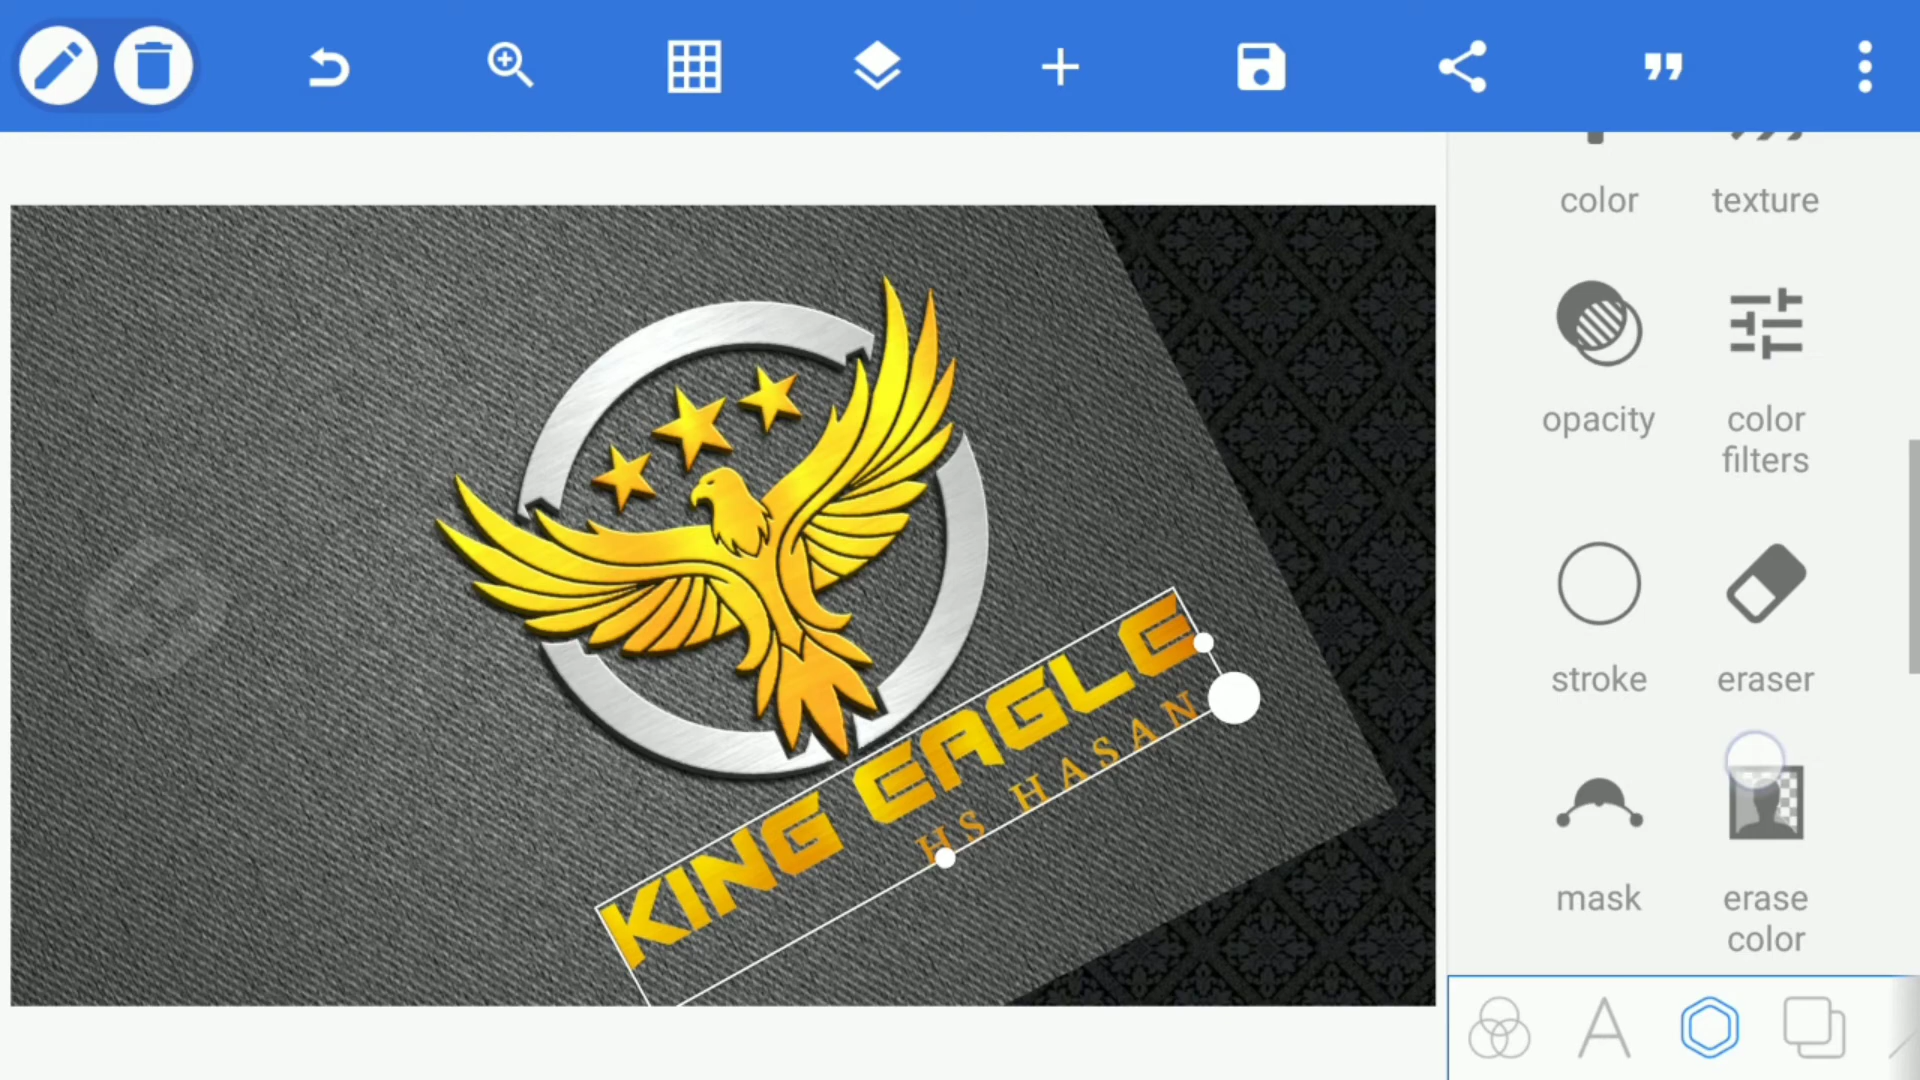 color
texture
opacity
color
filters
stroke
eraser
mask
erase
color
KING EAGLE
HS HASAN